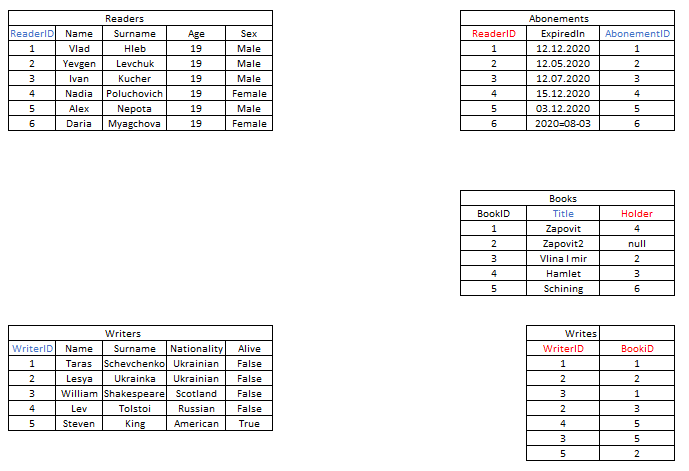 Readers
ReaderID Name Surname Age Sex
1 Vlad Hleb 19 Male
2 Yevgen Levchuk 19 Male
3 Ivan Kucher 19 Male
4 Nadia Poluchovich 19 Female
5 Alex Nepota 19 Male
6 Daria Myagchova 19 Female
Abonements
ReaderID ExpiredIn AbonementID
1 12.12.2020 1
2 12.05.2020 2
3 12.07.2020 3
4 15.12.2020 4
5 03.12.2020 5
6 2020=08-03 6
Books
BookID Title Holder
1 Zapovit 4
2 Zapovit2 null
3 Vlina I mir 2
4 Hamlet 3
5 Schining 6
Writers
WriterID Name Surname Nationality Alive
1 Taras Schevchenko Ukrainian False
2 Lesya Ukrainka Ukrainian False
3 William Shakespeare Scotland False
4 Lev Tolstoi Russian False
5 Steven King American True
Writes
WriterID BookiD
1 1
2 2
3 1
2 3
4 5
3 5
5 2